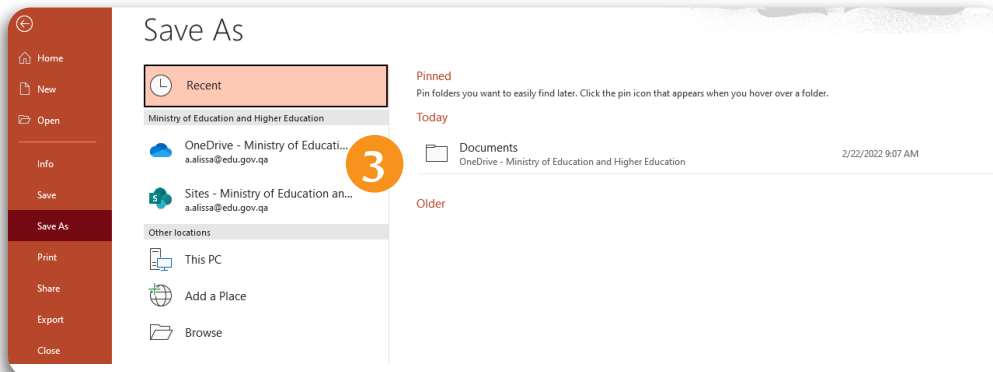 Save As
Home
New
Open
Info
Save
Save As
Print
Share
Export
Close
Recent
Ministry of Education and Higher Education
OneDrive - Ministry of Educati...
a.alissa@edu.gov.qa
Sites - Ministry of Education an...
a.alissa@edu.gov.qa
Other locations
This PC
Add a Place
Browse
3
Pinned
Pin folders you want to easily find later. Click the pin icon that appears when you hover over a folder.
Today
Documents
OneDrive - Ministry of Education and Higher Education
2/22/2022 9:07 AM
Older